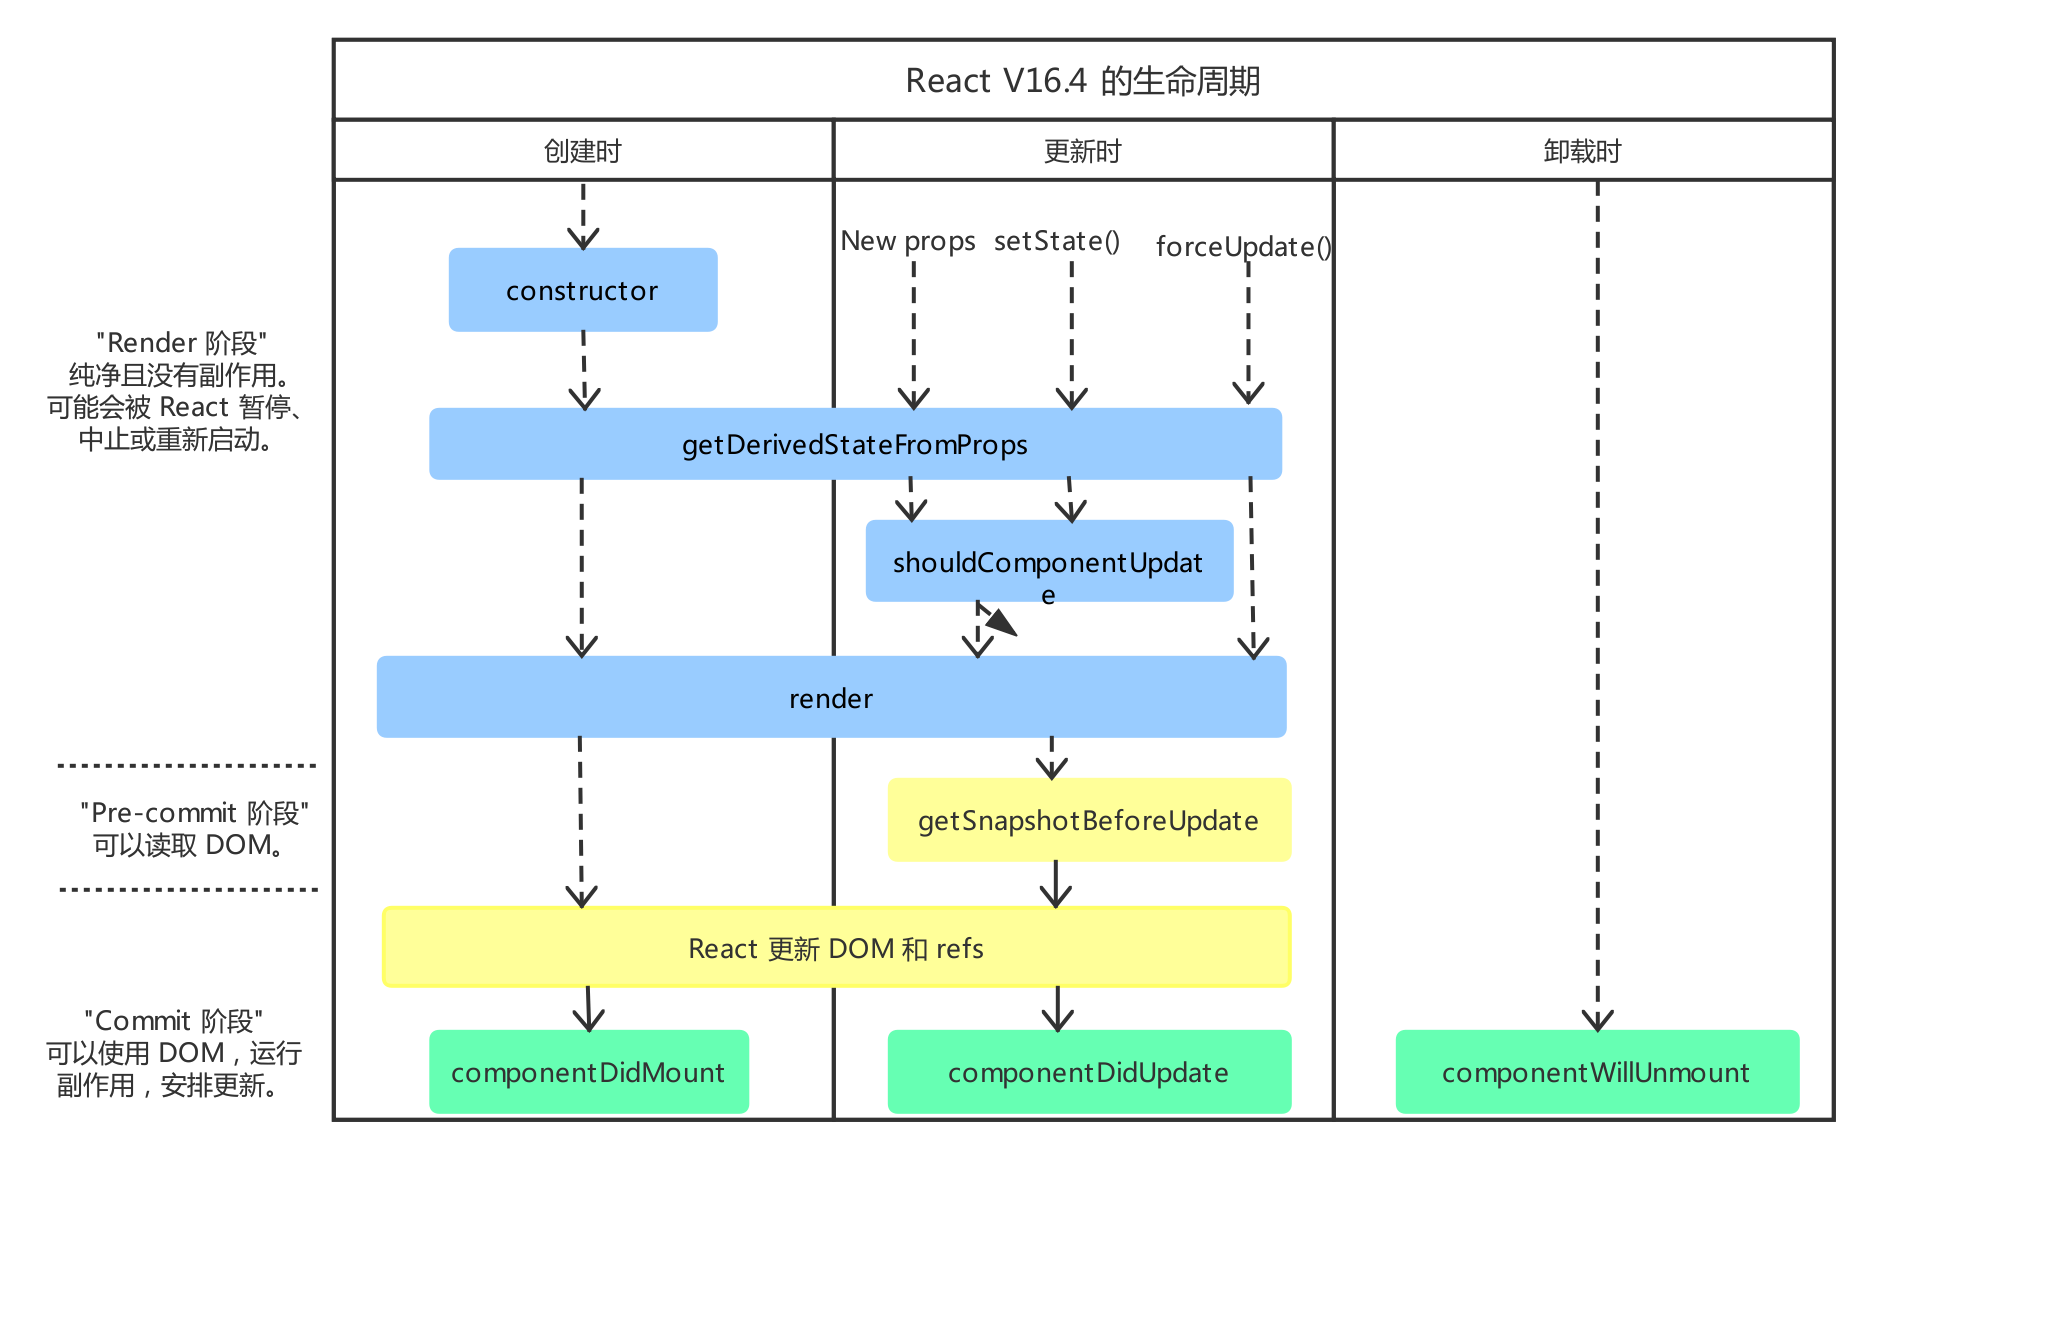 React V16.4 的生命周期
创建时
更新时
卸载时
New props
setState()
forceUpdate()
constructor
"Render 阶段"
纯净且没有副作用。
可能会被 React 暂停、
中止或重新启动。
getDerivedStateFromProps
shouldComponentUpdat
e
render
"Pre-commit 阶段"
可以读取 DOM。
getSnapshotBeforeUpdate
React 更新 DOM 和 refs
"Commit 阶段"
可以使用 DOM，运行
副作用，安排更新。
componentDidMount
componentDidUpdate
componentWillUnmount